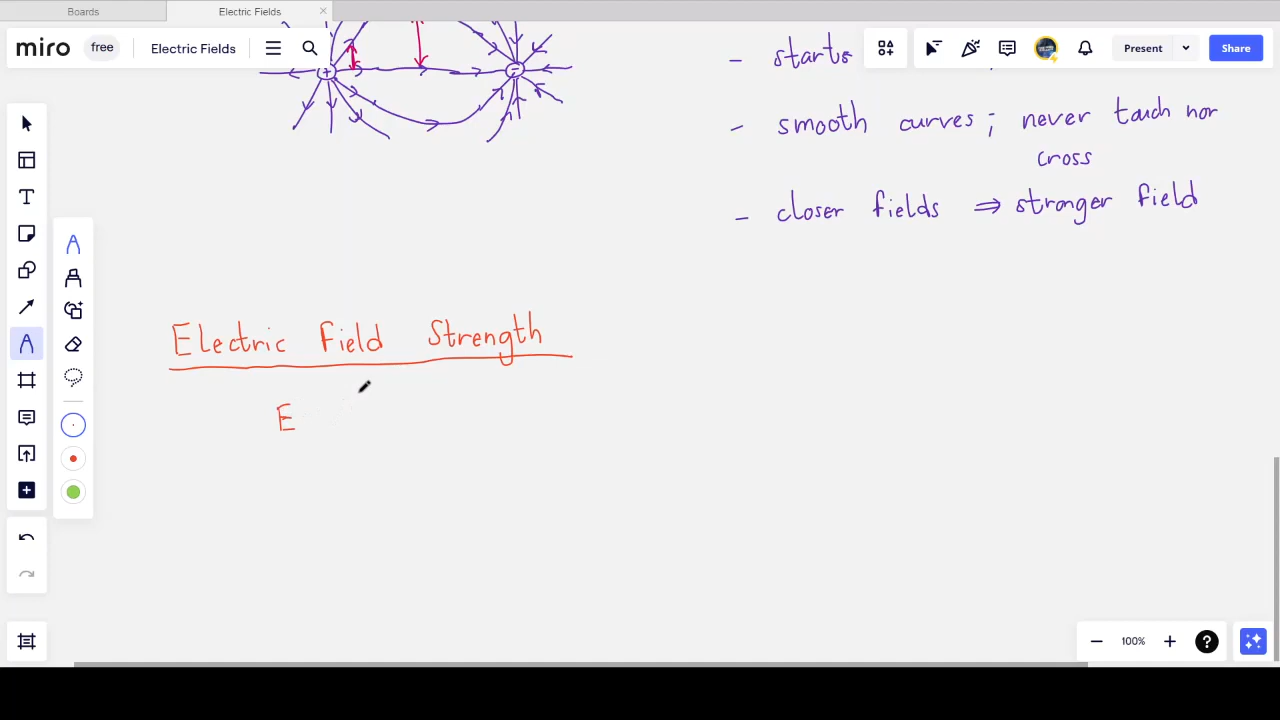 Boards
Electric Fields
miro
free
Electric Fields
Present
Share
- starts
- smooth curves ; never touch nor
cross
- closer fields ⇒ stronger field
Electric Field Strength
E
100%